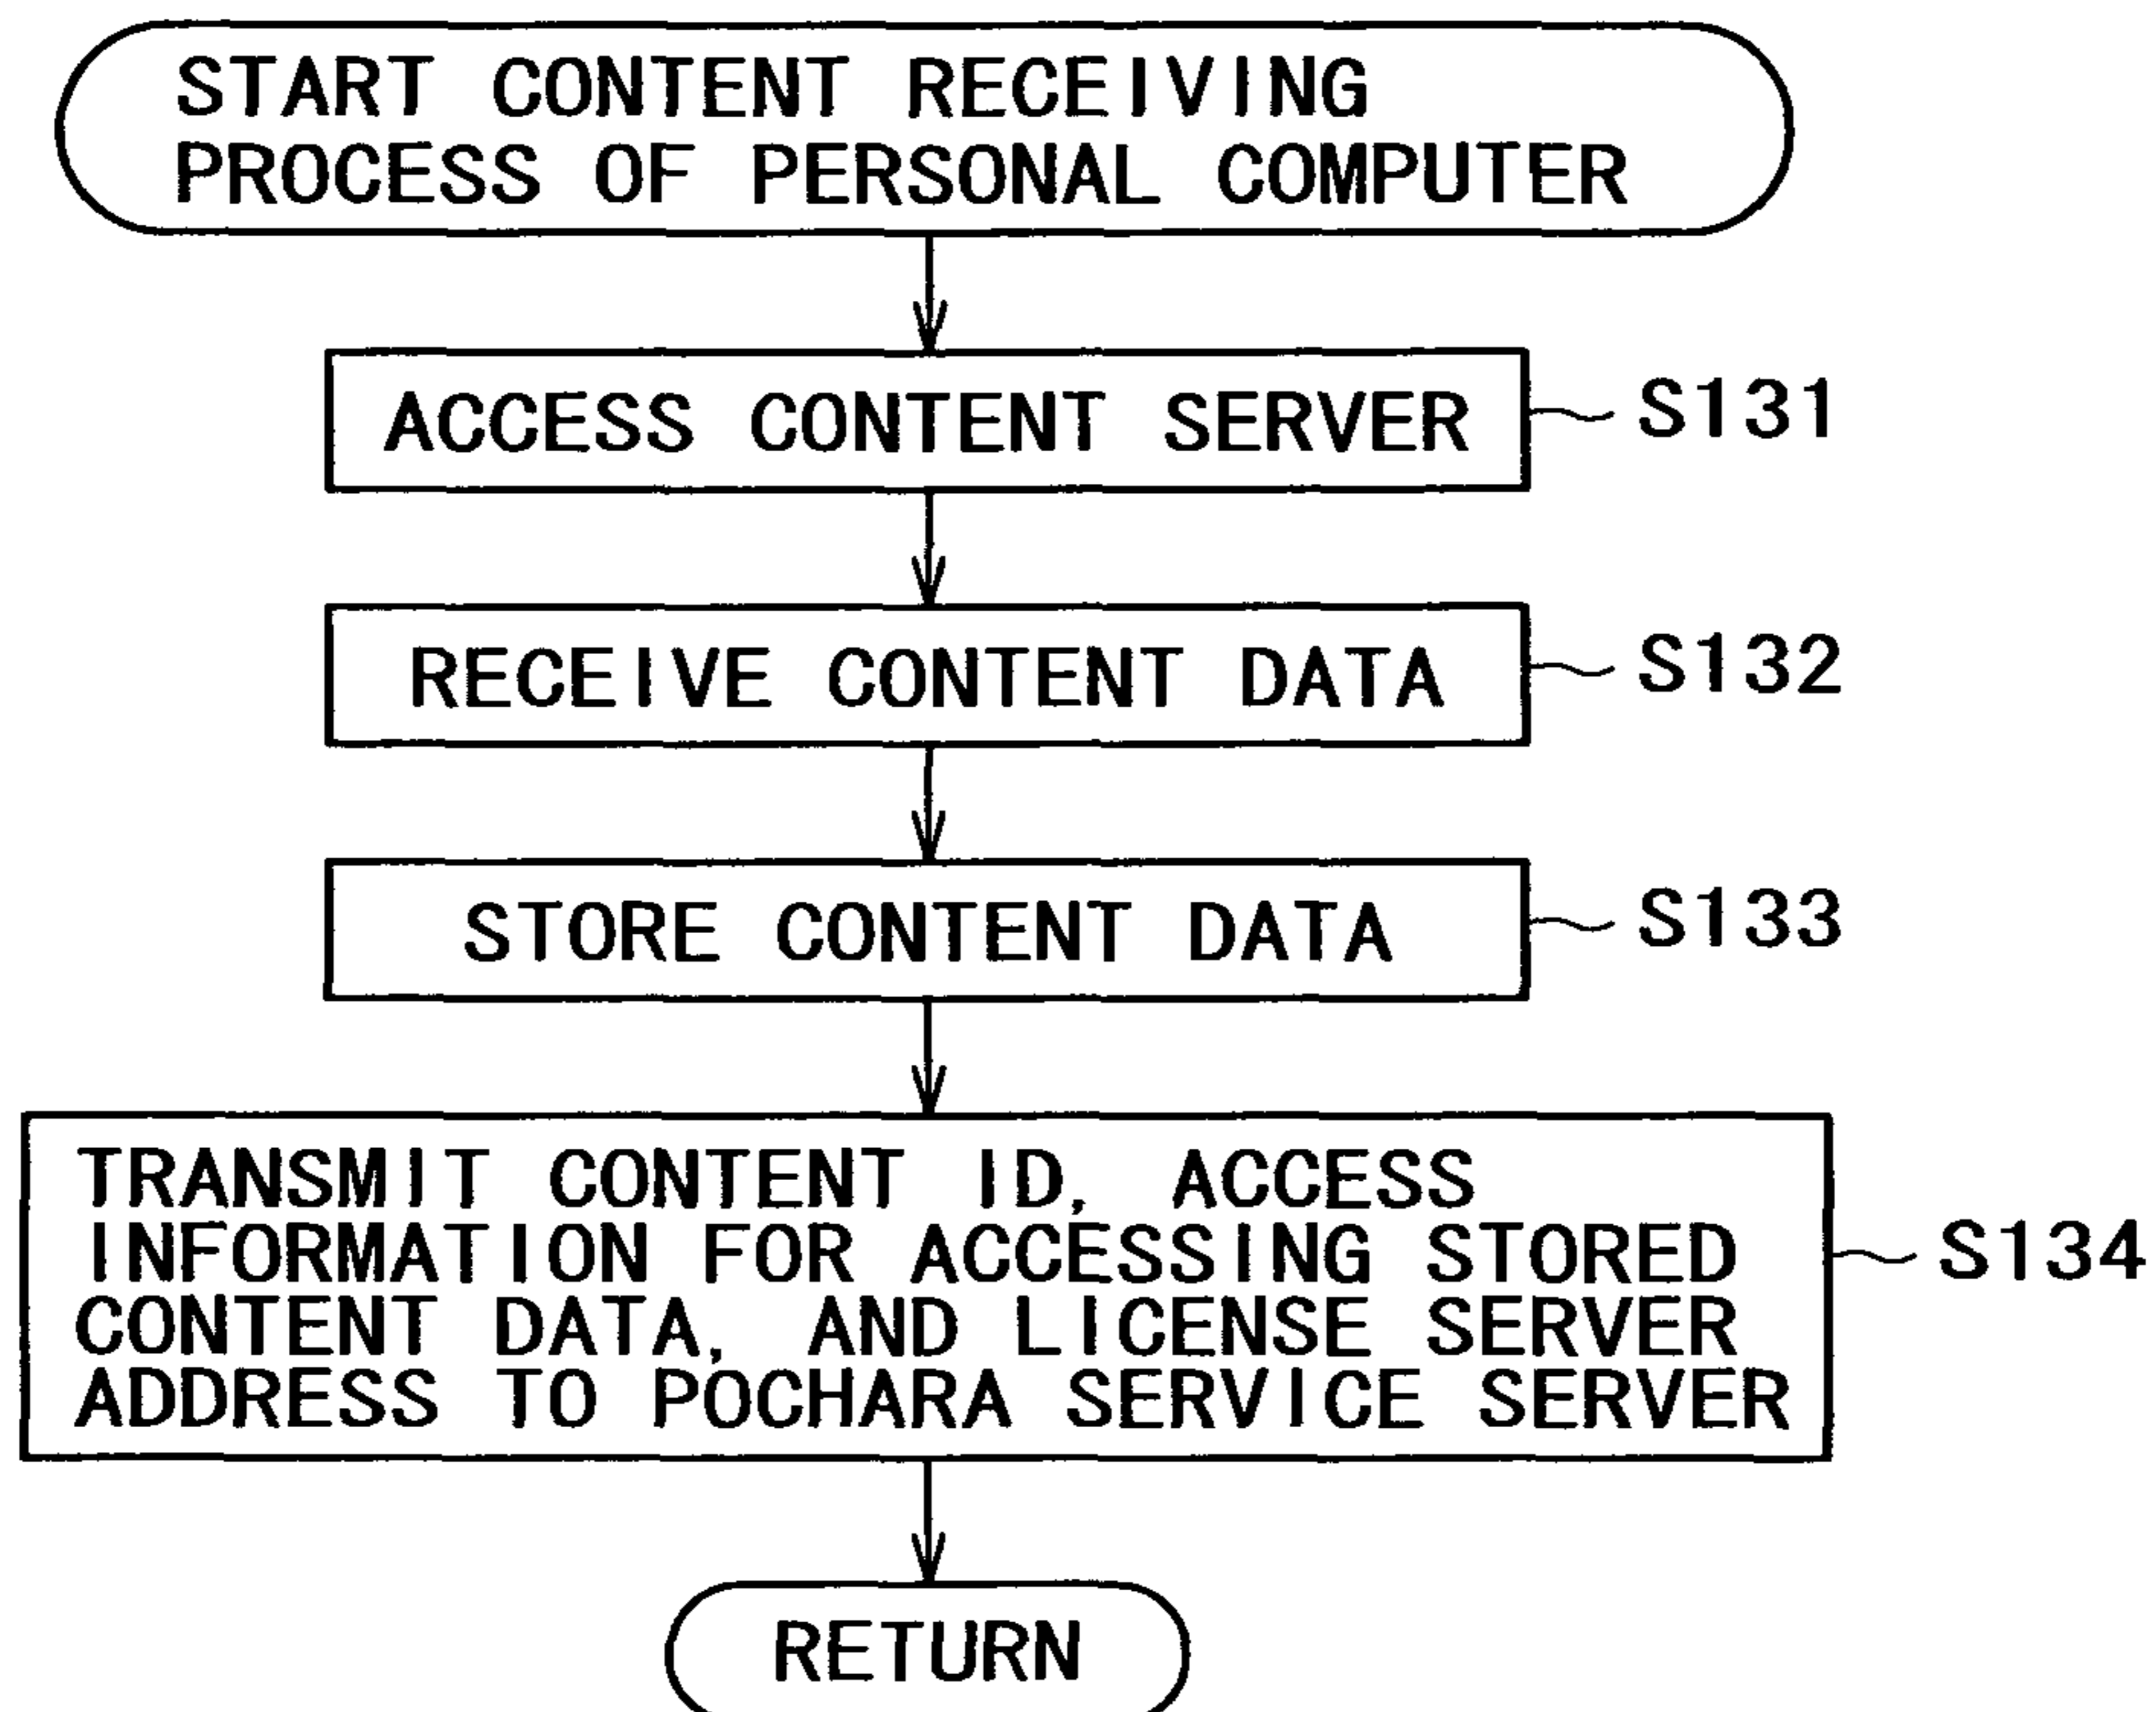 START CONTENT RECEIVING
PROCESS OF PERSONAL COMPUTER
ACCESS CONTENT SERVER
S131
RECEIVE CONTENT DATA
S132
STORE CONTENT DATA
S133
TRANSMIT CONTENT ID, ACCESS
INFORMATION FOR ACCESSING STORED
CONTENT DATA, AND LICENSE SERVER
ADDRESS TO POCHARA SERVICE SERVER
S134
RETURN